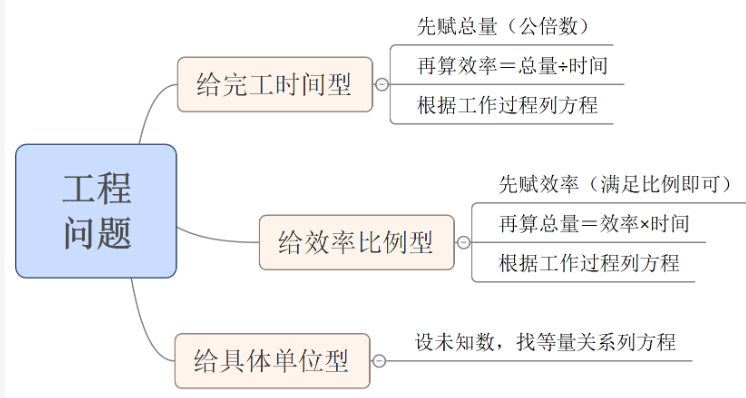 工程
问题
给完工时间型
先赋总量（公倍数）
再算效率＝总量÷时间
根据工作过程列方程
给效率比例型
先赋效率（满足比例即可）
再算总量＝效率×时间
根据工作过程列方程
给具体单位型
设未知数，找等量关系列方程